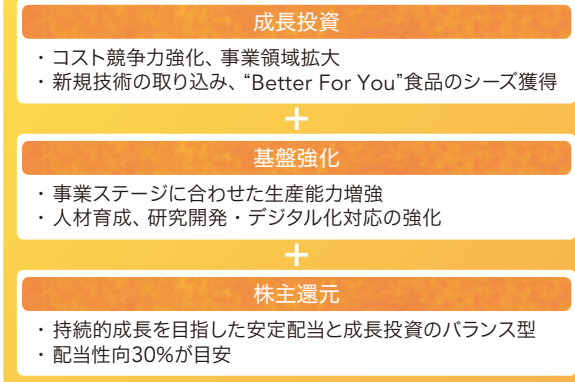 成長投資
・コスト競争力強化、事業領域拡大
・新規技術の取り込み、“Better For You”食品のシーズ獲得
+
基盤強化
・事業ステージに合わせた生産能力増強
・人材育成、研究開発・デジタル化対応の強化
+
株主還元
・持続的成長を目指した安定配当と成長投資のバランス型
・配当性向30%が目安